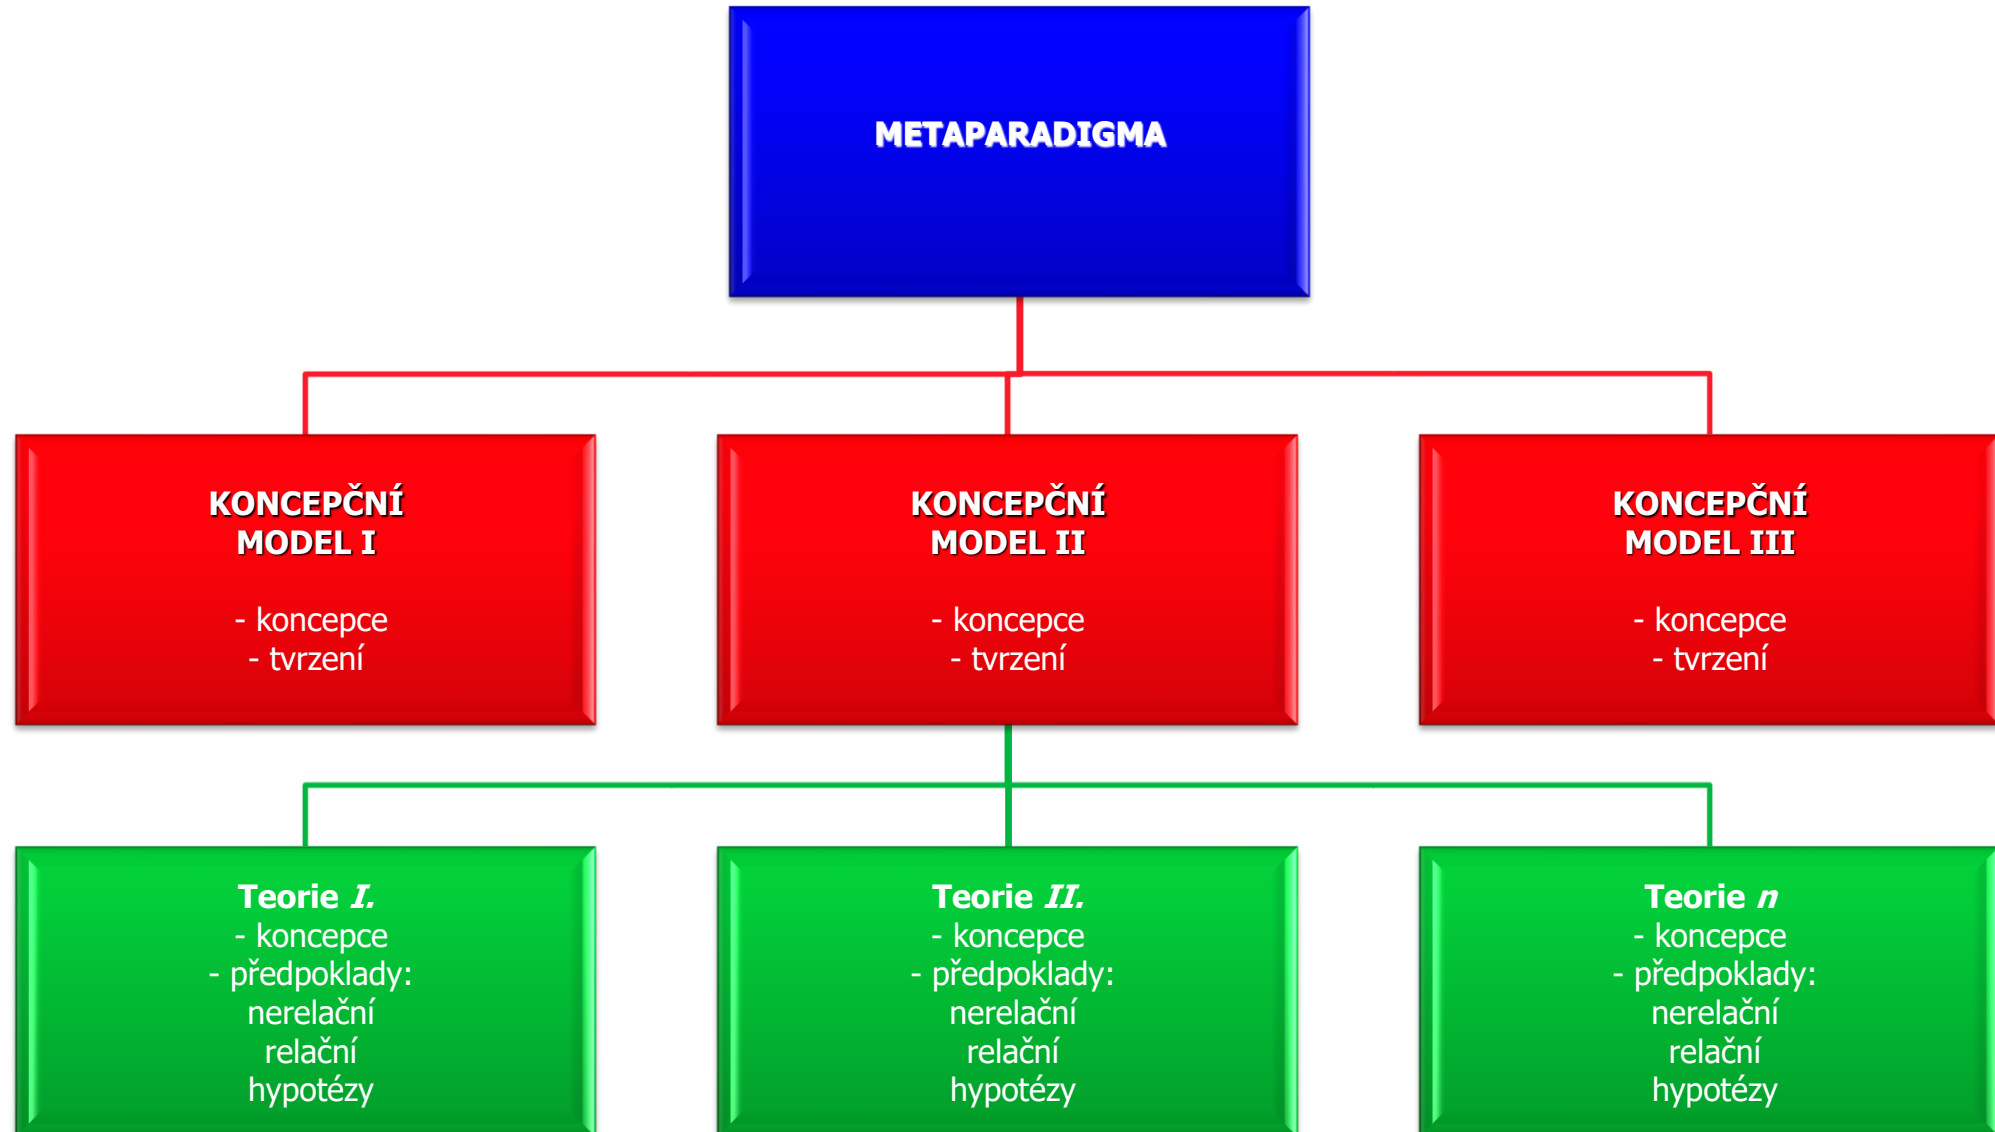 METAPARADIGMA
KONCEPČNÍ
MODEL I
- koncepce
- tvrzení
KONCEPČNÍ
MODEL II
- koncepce
- tvrzení
KONCEPČNÍ
MODEL III
- koncepce
- tvrzení
Teorie I.
- koncepce
- předpoklady:
nerelační
relační
hypotézy
Teorie II.
- koncepce
- předpoklady:
nerelační
relační
hypotézy
Teorie n
- koncepce
- předpoklady:
nerelační
relační
hypotézy